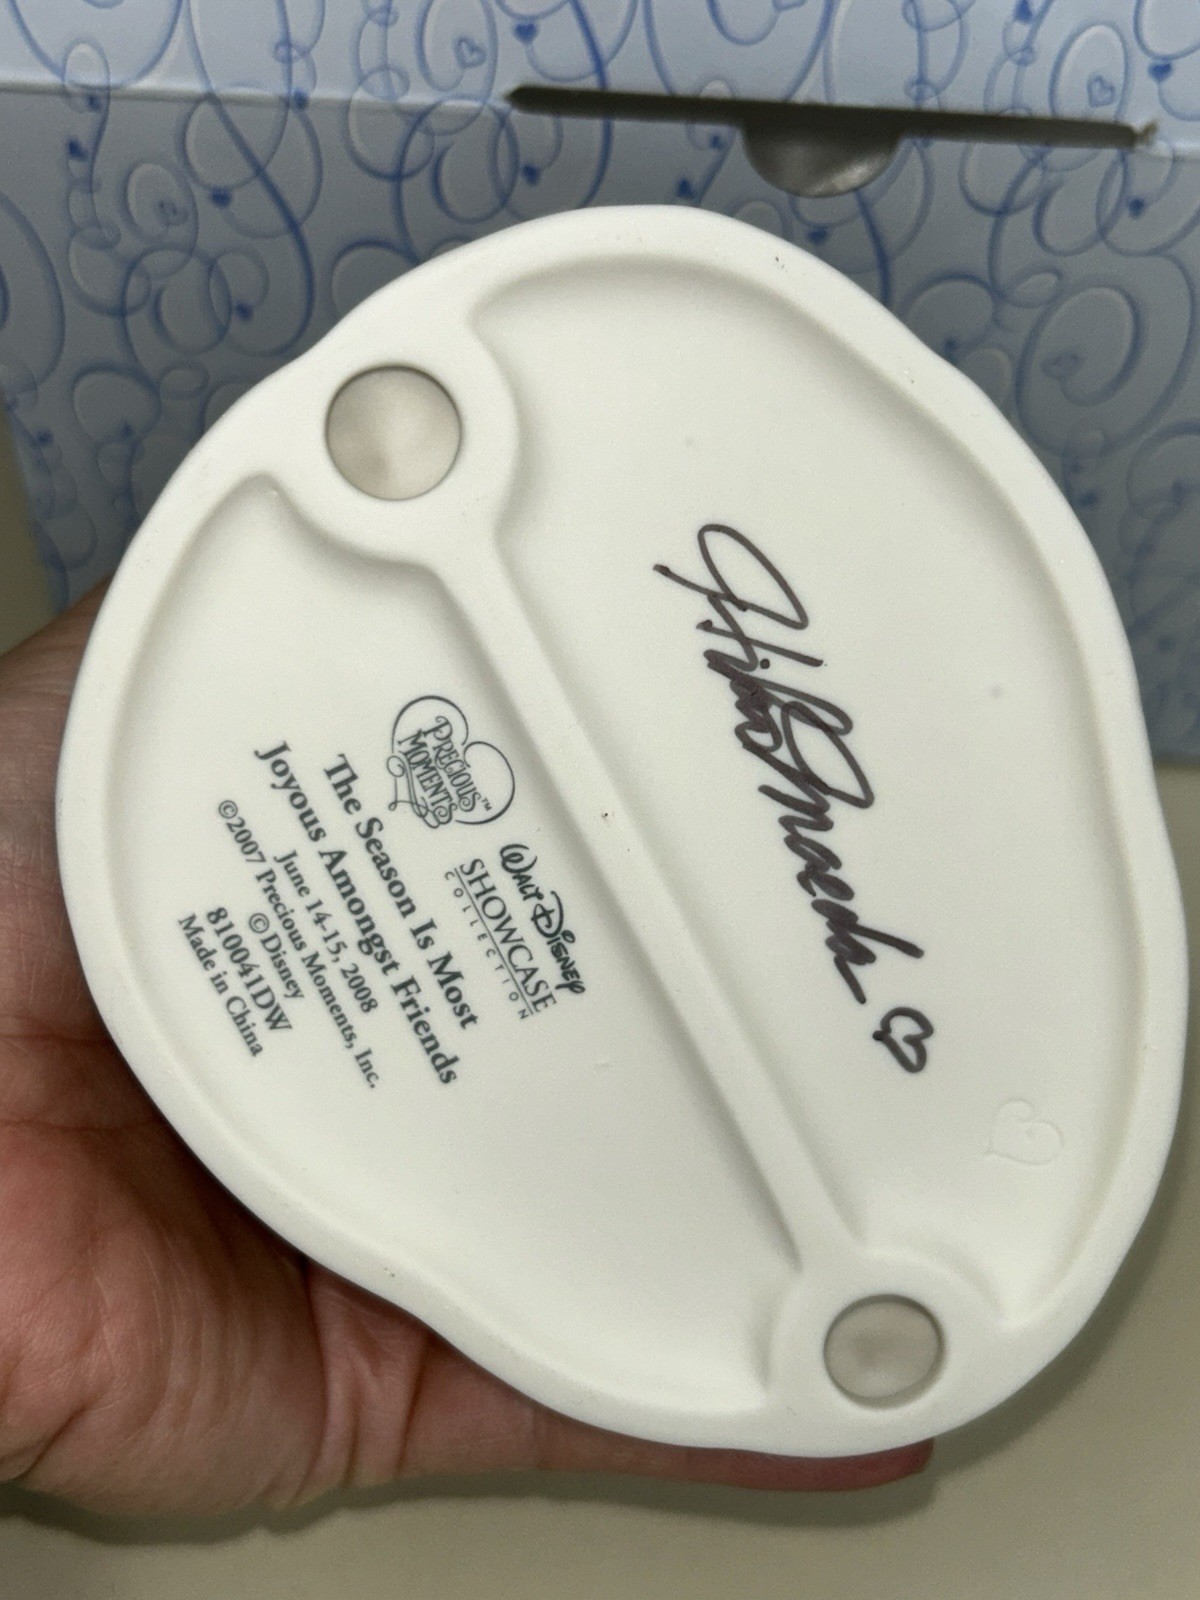 PRECIOUS
MOMENTS™
WALT DISNEY
SHOWCASE
COLLECTION
The Season Is Most
Joyous Amongst Friends
June 14-15, 2008
©2007 Precious Moments, Inc.
©Disney
810041DW
Made in China